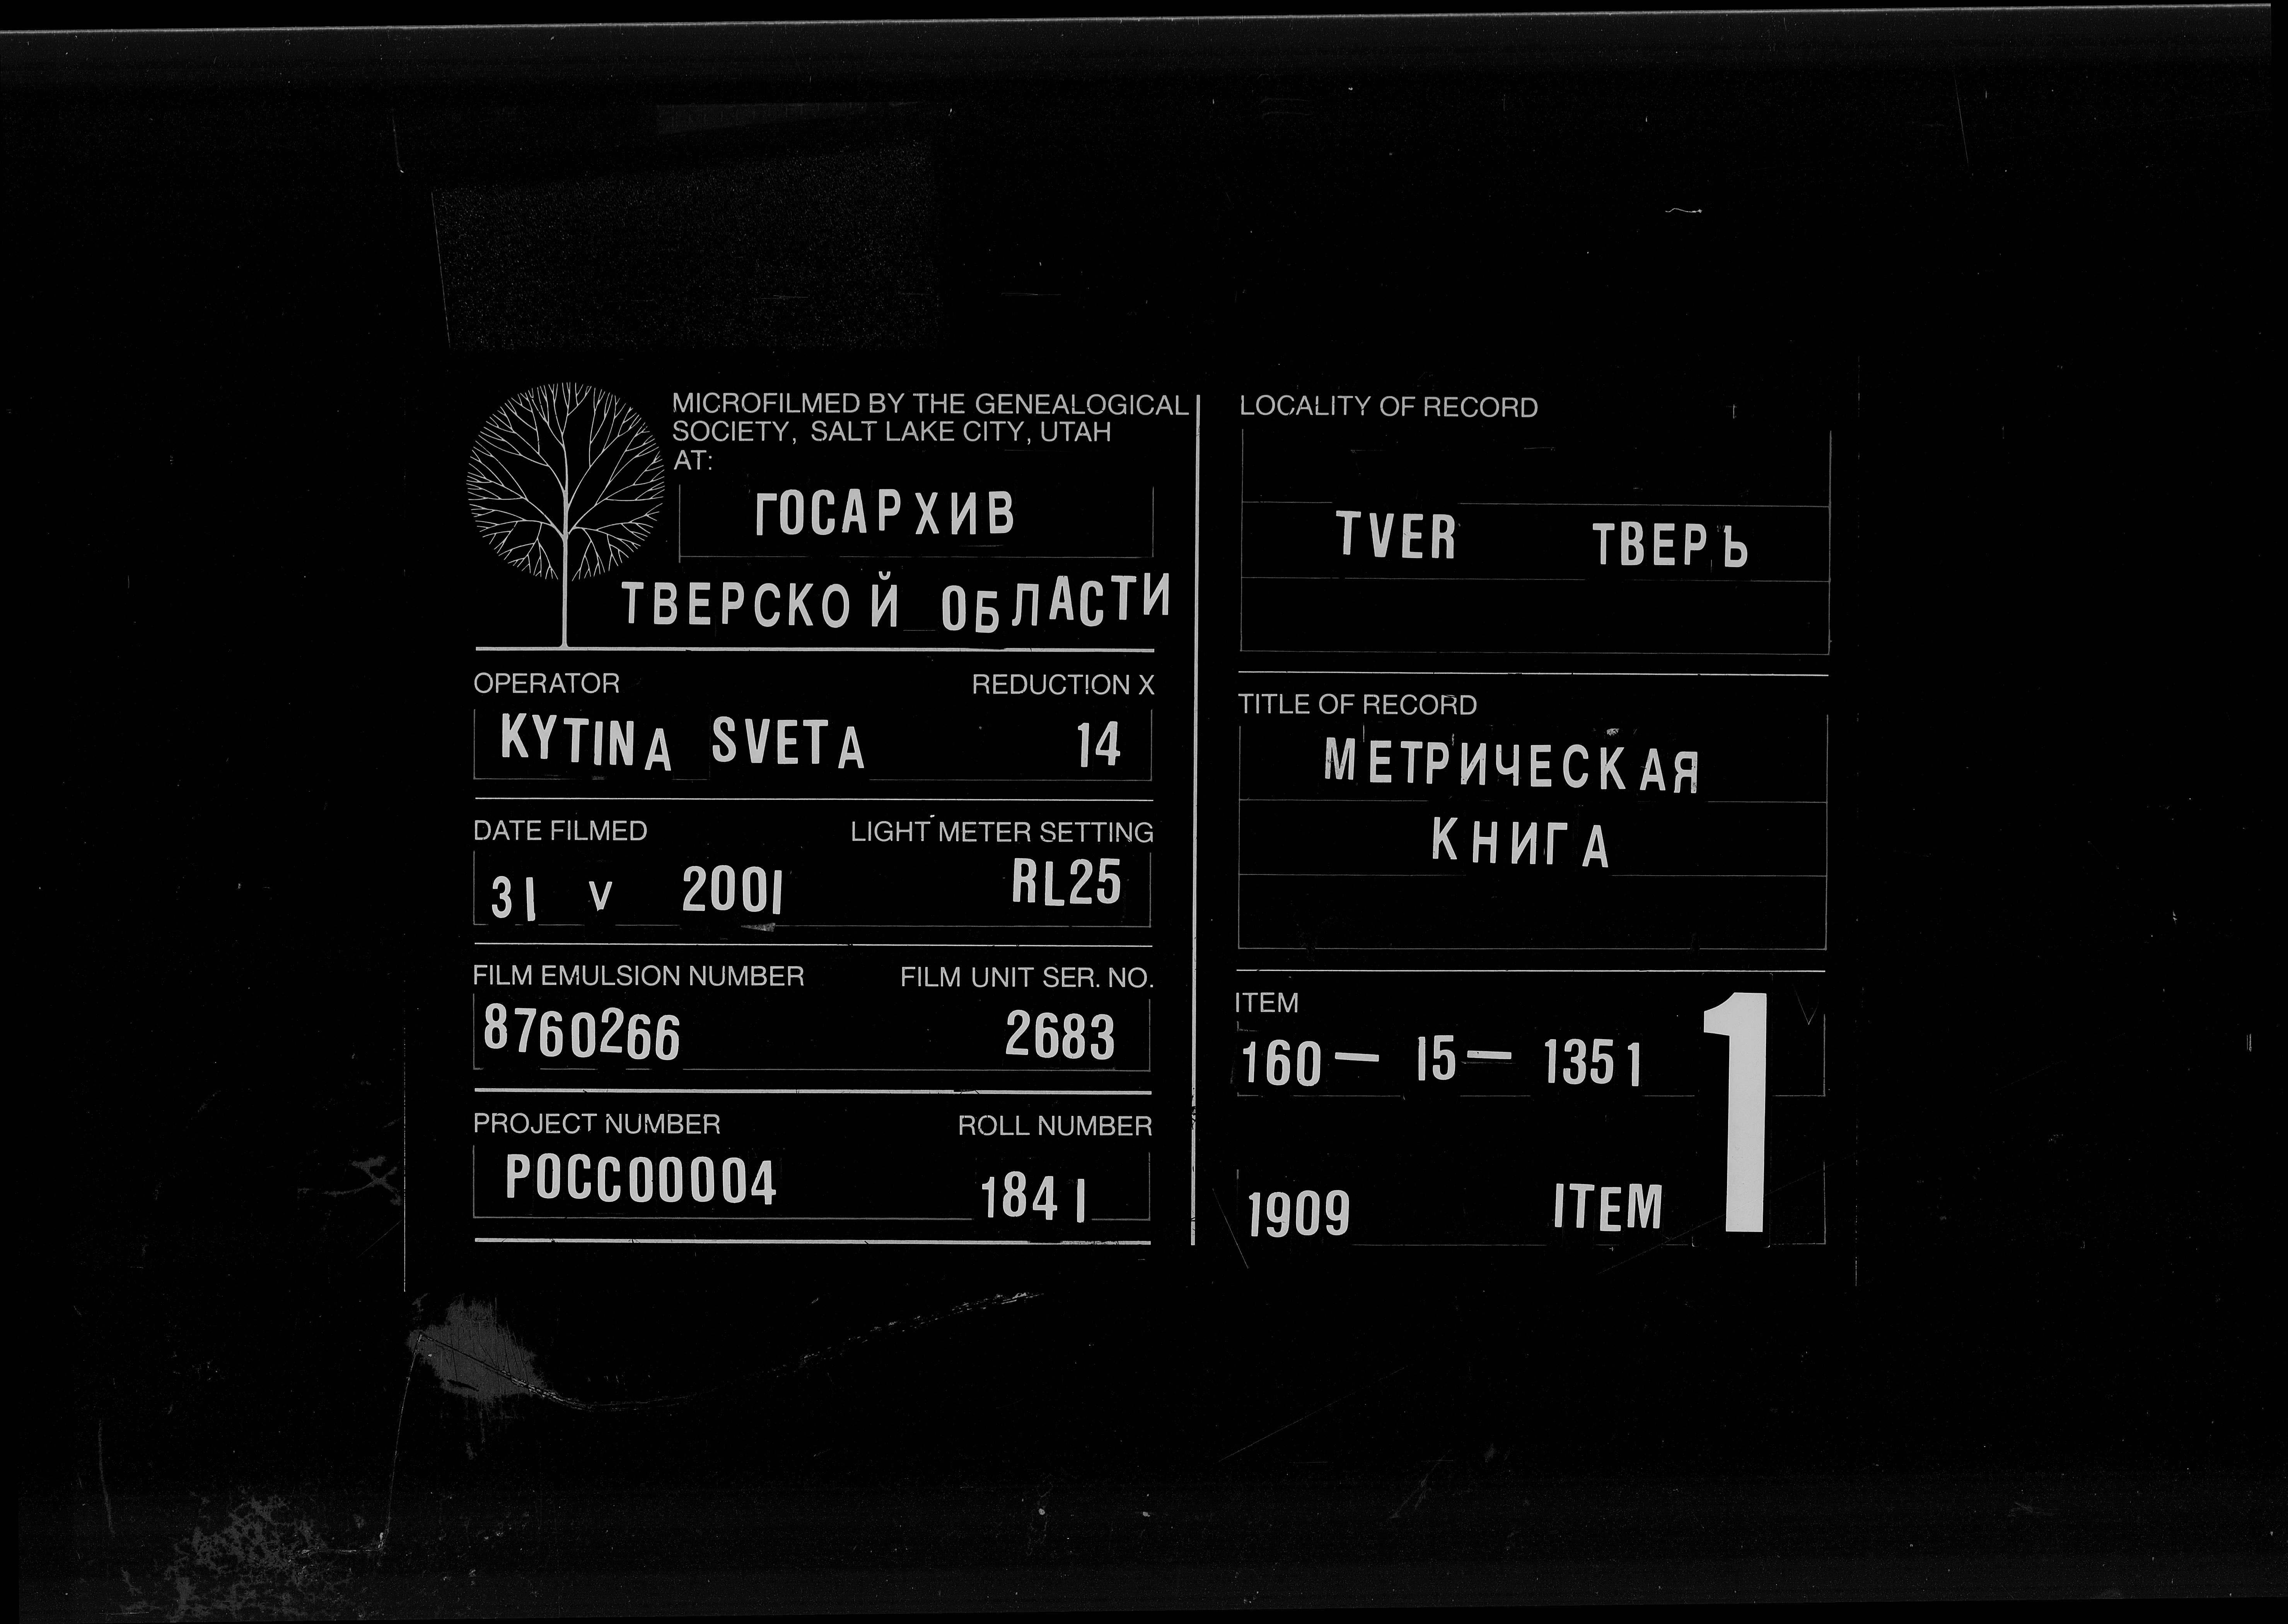 MICROFILMED BY THE GENEALOGICAL
SOCIETY, SALT LAKE CITY, UTAH
AT:
ГОСАРХИВ
ТВЕРСКОЙ ОБЛАСТИ
OPERATOR REDUCTION X
KYTINA SVETA 14
DATE FILMED LIGHT METER SETTING
31 V 2001 RL25
FILM EMULSION NUMBER FILM UNIT SER. NO.
8760266 2683
PROJECT NUMBER ROLL NUMBER
POCC00004 1841
LOCALITY OF RECORD
TVER ТВЕРЬ
TITLE OF RECORD
МЕТРИЧЕСКАЯ
КНИГА
ITEM
160 — 15 — 1351
1909 ITEM 1